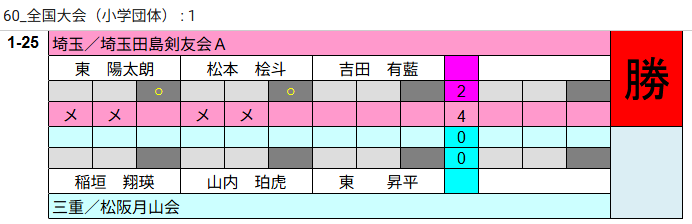 60_全国大会（小学団体） : 1
1-25 埼玉／埼玉田島剣友会Ａ 勝
東　陽太朗 松本　桧斗 吉田　有藍
○ ○ 2
メ メ メ メ 4
0
0
稲垣　翔瑛 山内　珀虎 東　昇平
三重／松阪月山会